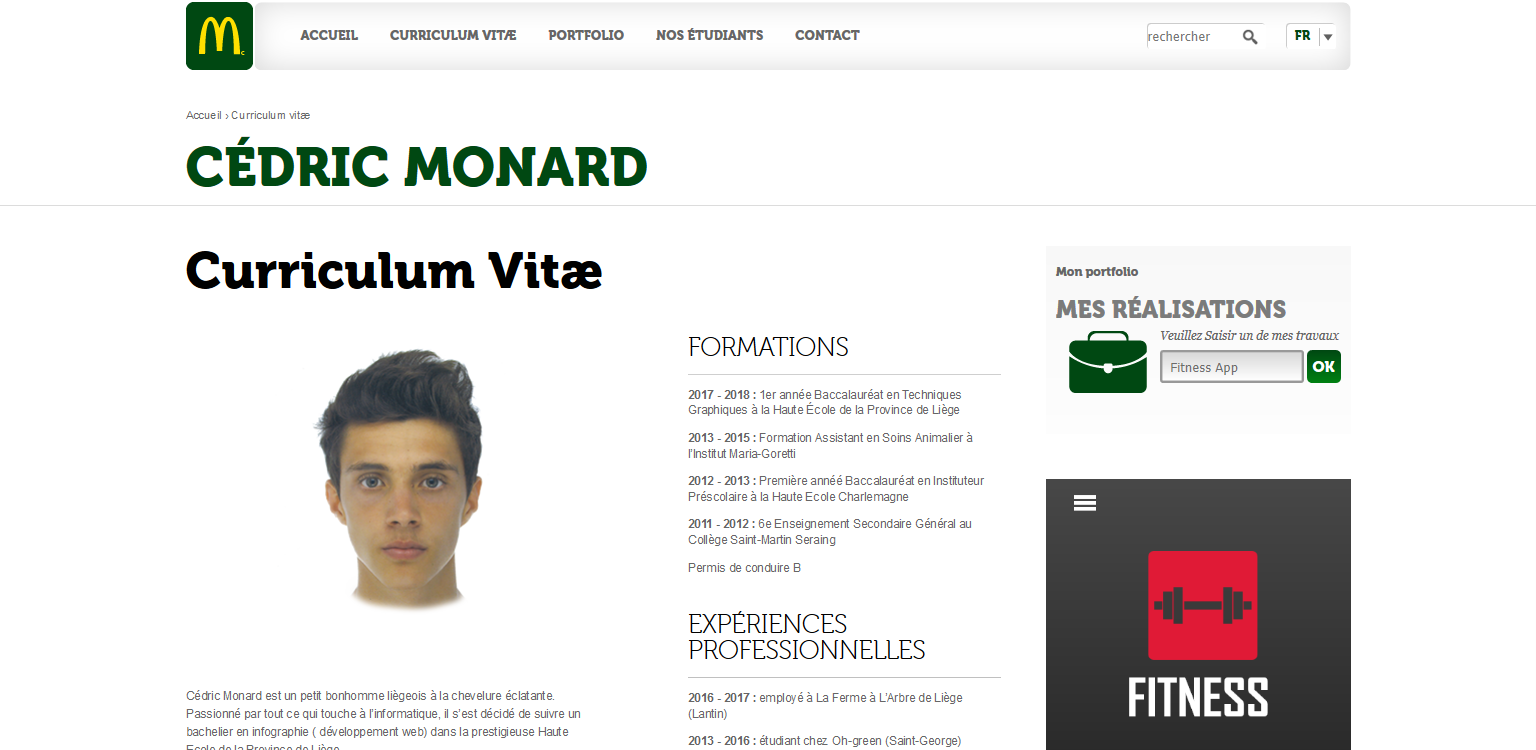 M
c
ACCUEIL CURRICULUM VITÆ PORTFOLIO NOS ÉTUDIANTS CONTACT rechercher FR
Accueil › Curriculum vitæ
CÉDRIC MONARD
Curriculum Vitæ
Cédric Monard est un petit bonhomme liègeois à la chevelure éclatante.
Passionné par tout ce qui touche à l'informatique, il s'est décidé de suivre un
bachelier en infographie ( développement web) dans la prestigieuse Haute
Ecole de la Province de Liège
FORMATIONS
2017 - 2018 : 1er année Baccalauréat en Techniques
Graphiques à la Haute École de la Province de Liège
2013 - 2015 : Formation Assistant en Soins Animalier à
l'Institut Maria-Goretti
2012 - 2013 : Première annéé Baccalauréat en Instituteur
Préscolaire à la Haute Ecole Charlemagne
2011 - 2012 : 6e Enseignement Secondaire Général au
Collège Saint-Martin Seraing
Permis de conduire B
EXPÉRIENCES
PROFESSIONNELLES
2016 - 2017 : employé à La Ferme à L'Arbre de Liège
(Lantin)
2013 - 2016 : étudiant chez Oh-green (Saint-George)
Mon portfolio
MES RÉALISATIONS
Veuillez Saisir un de mes travaux
Fitness App OK
FITNESS